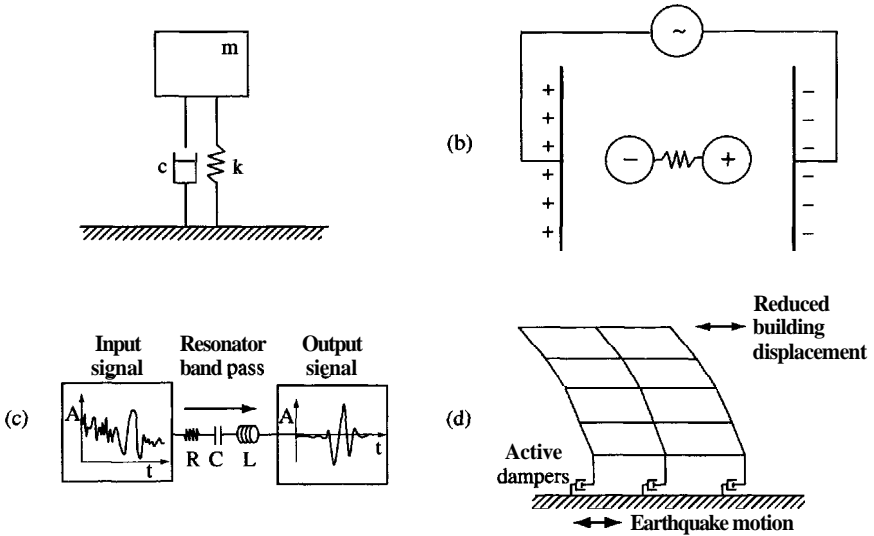 m
c
k
(b)
~
+ −
+ −
+ −
− +
+ −
+ −
+ −
(c)
Input
signal
Resonator
band pass
Output
signal
A
t
R C L
A
t
(d)
Reduced
building
displacement
Active
dampers
Earthquake motion